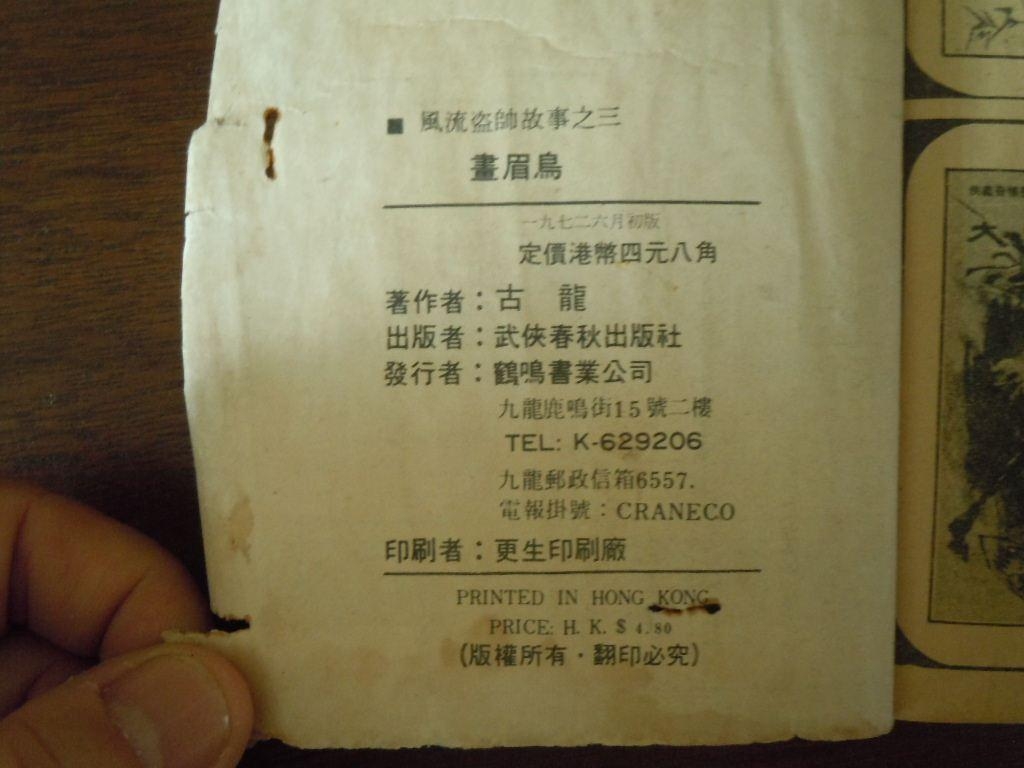 ■ 風流盜帥故事之三
畫眉鳥
一九七二六月初版
定價港幣四元八角
著作者：古 龍
出版者：武俠春秋出版社
發行者：鶴鳴書業公司
九龍鹿鳴街15號二樓
TEL: K-629206
九龍郵政信箱6557.
電報掛號：CRANECO
印刷者：更生印刷廠
PRINTED IN HONG KONG
PRICE: H. K. $ 4.80
(版權所有·翻印必究)
大